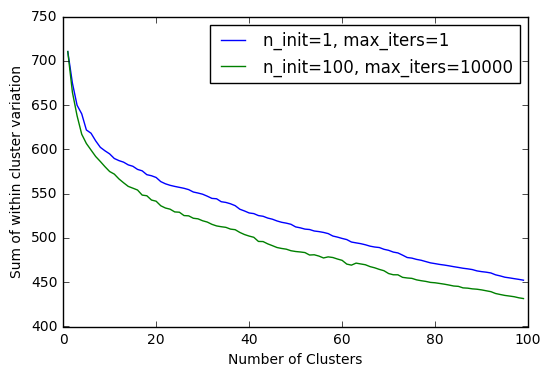 750
700
650
600
550
500
450
400
Sum of within cluster variation
n_init=1, max_iters=1
n_init=100, max_iters=10000
0 20 40 60 80 100
Number of Clusters